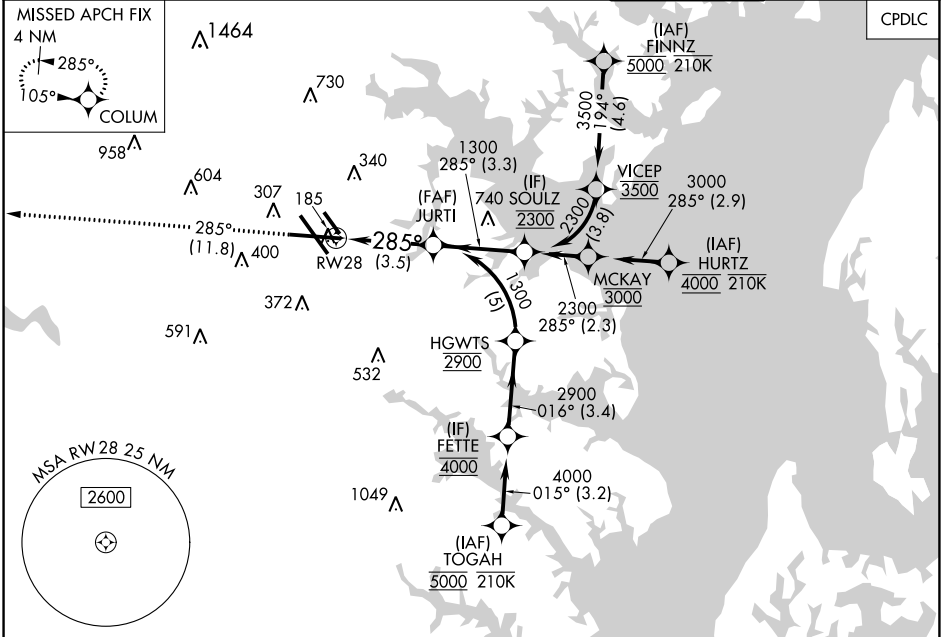 MISSED APCH FIX
4 NM
285°
105°
COLUM
CPDLC
1464
730
958
604
340
307
185
740
400
372
591
532
1049
(IAF)
FINNZ
5000 210K
3500
194°
(4.6)
VICEP
3500
2300
(3.8)
1300
285° (3.3)
(IF)
SOULZ
2300
(FAF)
JURTI
3000
285° (2.9)
(IAF)
HURTZ
4000 210K
MCKAY
3000
2300
285° (2.3)
285°
(3.5)
RW28
285°
(11.8)
1300
(5)
HGWTS
2900
2900
016° (3.4)
(IF)
FETTE
4000
4000
015° (3.2)
(IAF)
TOGAH
5000 210K
MSA RW28 25 NM
2600